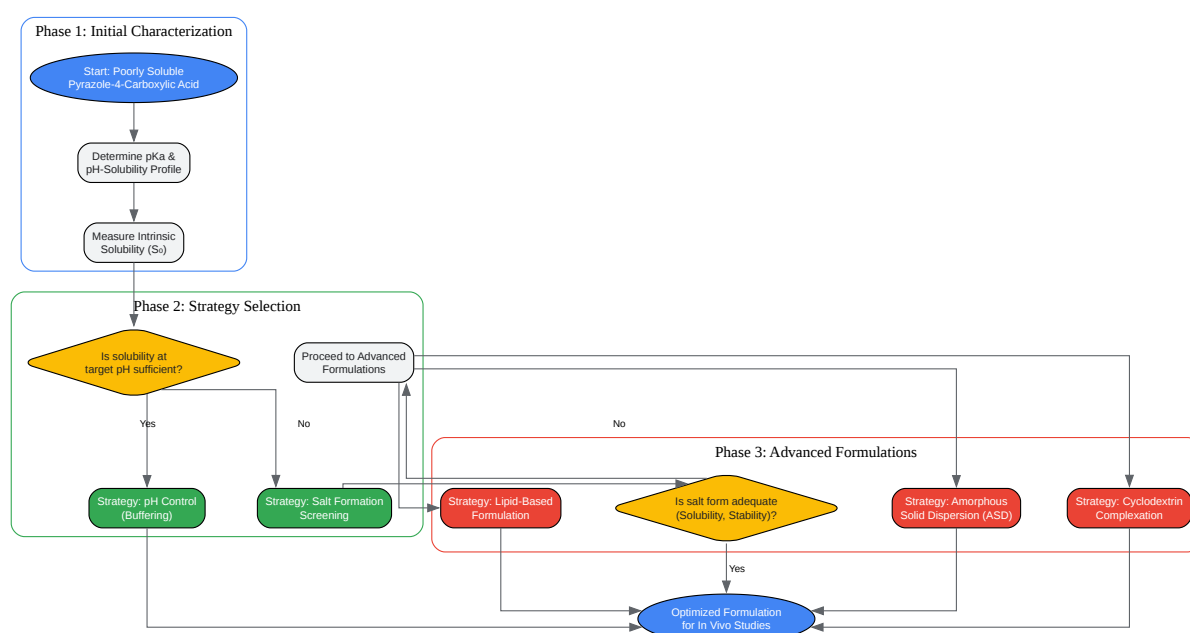 Phase 1: Initial Characterization
Start: Poorly Soluble
Pyrazole-4-Carboxylic Acid
Determine pKa &
pH-Solubility Profile
Measure Intrinsic
Solubility (S₀)
Phase 2: Strategy Selection
Is solubility at
target pH sufficient?
Proceed to Advanced
Formulations
Yes
No
No
Phase 3: Advanced Formulations
Strategy: pH Control
(Buffering)
Strategy: Salt Formation
Screening
Strategy: Lipid-Based
Formulation
Is salt form adequate
(Solubility, Stability)?
Strategy: Amorphous
Solid Dispersion (ASD)
Strategy: Cyclodextrin
Complexation
Yes
Optimized Formulation
for In Vivo Studies